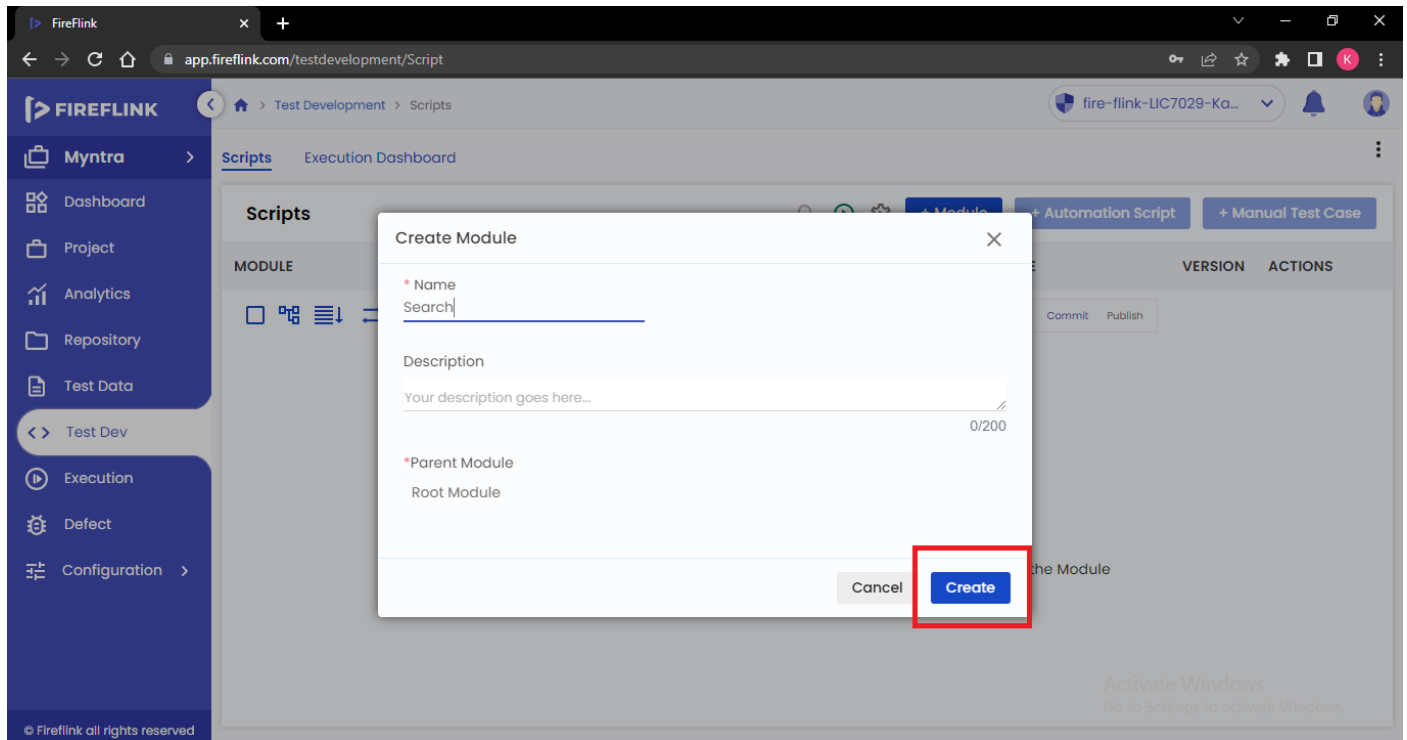 FireFlink
app.fireflink.com/testdevelopment/Script
K
FIREFLINK
Test Development > Scripts
fire-flink-LIC7029-Ka...
Myntra
Scripts Execution Dashboard
Dashboard
Project
Analytics
Repository
Test Data
Test Dev
Execution
Defect
Configuration
© Fireflink all rights reserved
Scripts
+ Module + Automation Script + Manual Test Case
MODULE VERSION ACTIONS
Commit Publish
Create Module
* Name
Search
Description
Your description goes here...
0/200
*Parent Module
Root Module
Cancel Create
the Module
Activate Windows
Go to Settings to activate Windows.